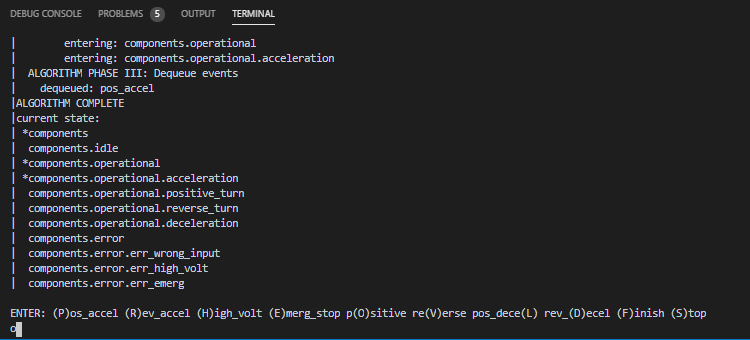 DEBUG CONSOLE PROBLEMS 5 OUTPUT TERMINAL
| entering: components.operational
| entering: components.operational.acceleration
| ALGORITHM PHASE III: Dequeue events
| dequeued: pos_accel
|ALGORITHM COMPLETE
|current state:
| *components
| components.idle
| *components.operational
| *components.operational.acceleration
| components.operational.positive_turn
| components.operational.reverse_turn
| components.operational.deceleration
| components.error
| components.error.err_wrong_input
| components.error.err_high_volt
| components.error.err_emerg
ENTER: (P)os_accel (R)ev_accel (H)igh_volt (E)merg_stop p(O)sitive re(V)erse pos_dece(L) rev_(D)ecel (F)inish (S)top
o